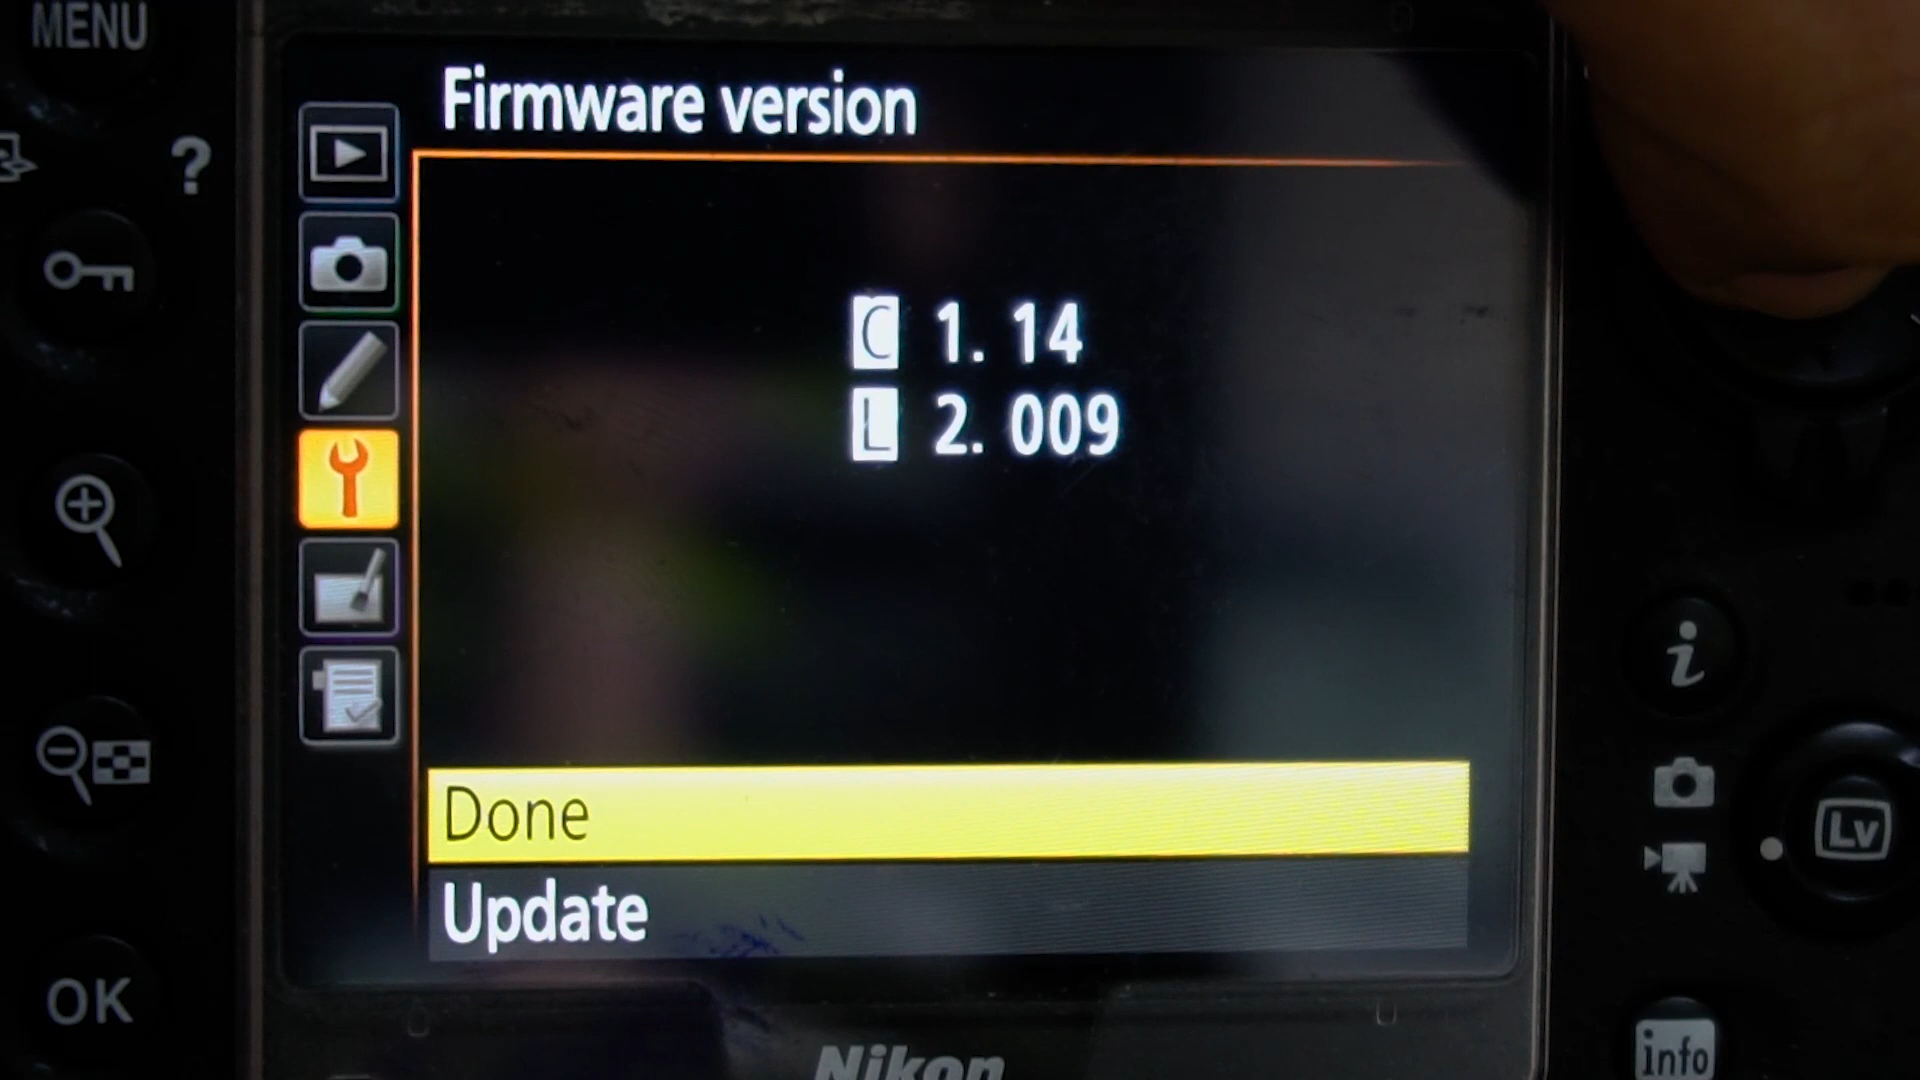 MENU
Firmware version
?
C 1. 14
L 2. 009
i
Lv
Done
Update
OK
Nikon
info